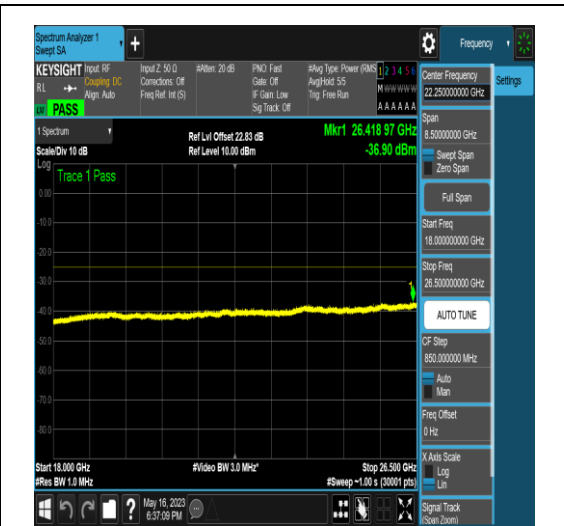 Spectrum Analyzer 1
Swept SA
+
Frequency
KEYSIGHT
Input: RF
Coupling: DC
Align: Auto
RL
PASS
Input Z: 50 Ω
Corrections: Off
Freq Ref: Int (S)
#Atten: 20 dB
PNO: Fast
Gate: Off
IF Gain: Low
Sig Track: Off
#Avg Type: Power (RMS
Avg|Hold: 5/5
Trig: Free Run
1 2 3 4 5 6
M W W W W W
A A A A A A
Center Frequency
22.250000000 GHz
Settings
Span
8.50000000 GHz
Swept Span
Zero Span
Full Span
Start Freq
18.000000000 GHz
Stop Freq
26.500000000 GHz
AUTO TUNE
CF Step
850.000000 MHz
Auto
Man
Freq Offset
0 Hz
X Axis Scale
Log
Lin
Signal Track
(Span Zoom)
1 Spectrum
Scale/Div 10 dB
Ref Lvl Offset 22.83 dB
Ref Level 10.00 dBm
Mkr1 26.418 97 GHz
-36.90 dBm
Log
Trace 1 Pass
0.00
-10.0
-20.0
-30.0
-40.0
-50.0
-60.0
-70.0
-80.0
1
Start 18.000 GHz
#Res BW 1.0 MHz
#Video BW 3.0 MHz*
Stop 26.500 GHz
#Sweep ~1.00 s (30001 pts)
?
May 16, 2023
6:37:09 PM